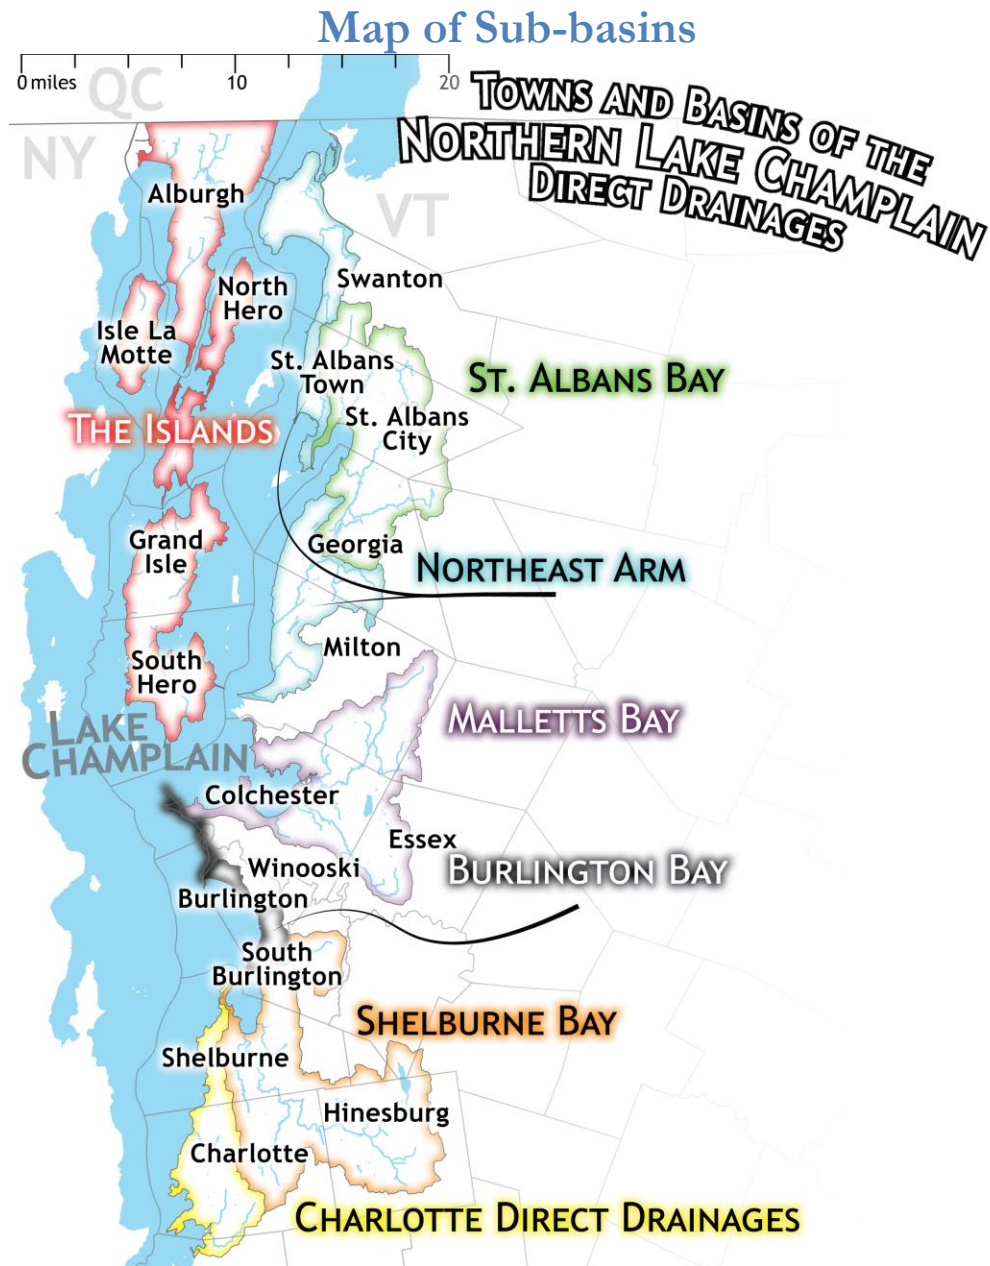 Map of Sub-basins
0 miles
10
20
QC
NY
VT
Towns and Basins of the
Northern Lake Champlain
Direct Drainages
Alburgh
Swanton
North
Hero
Isle La
Motte
St. Albans
Town
St. Albans Bay
St. Albans
City
The Islands
Grand
Isle
Georgia
Northeast Arm
Milton
South
Hero
Malletts Bay
Lake
Champlain
Colchester
Essex
Winooski
Burlington Bay
Burlington
South
Burlington
Shelburne Bay
Shelburne
Hinesburg
Charlotte
Charlotte Direct Drainages